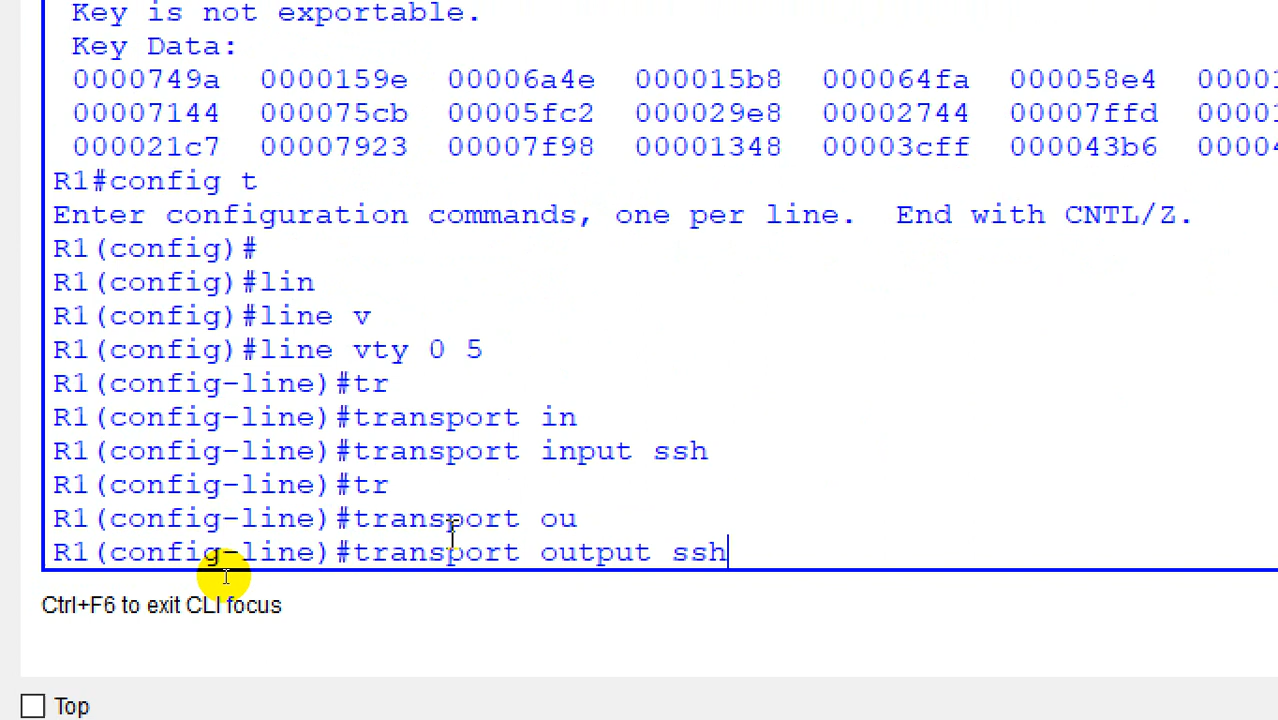 Key is not exportable.
Key Data:
0000749a 0000159e 00006a4e 000015b8 000064fa 000058e4
00007144 000075cb 00005fc2 000029e8 00002744 00007ffd
000021c7 00007923 00007f98 00001348 00003cff 000043b6
R1#config t
Enter configuration commands, one per line. End with CNTL/Z.
R1(config)#
R1(config)#lin
R1(config)#line v
R1(config)#line vty 0 5
R1(config-line)#tr
R1(config-line)#transport in
R1(config-line)#transport input ssh
R1(config-line)#tr
R1(config-line)#transport ou
R1(config-line)#transport output ssh
Ctrl+F6 to exit CLI focus
Top